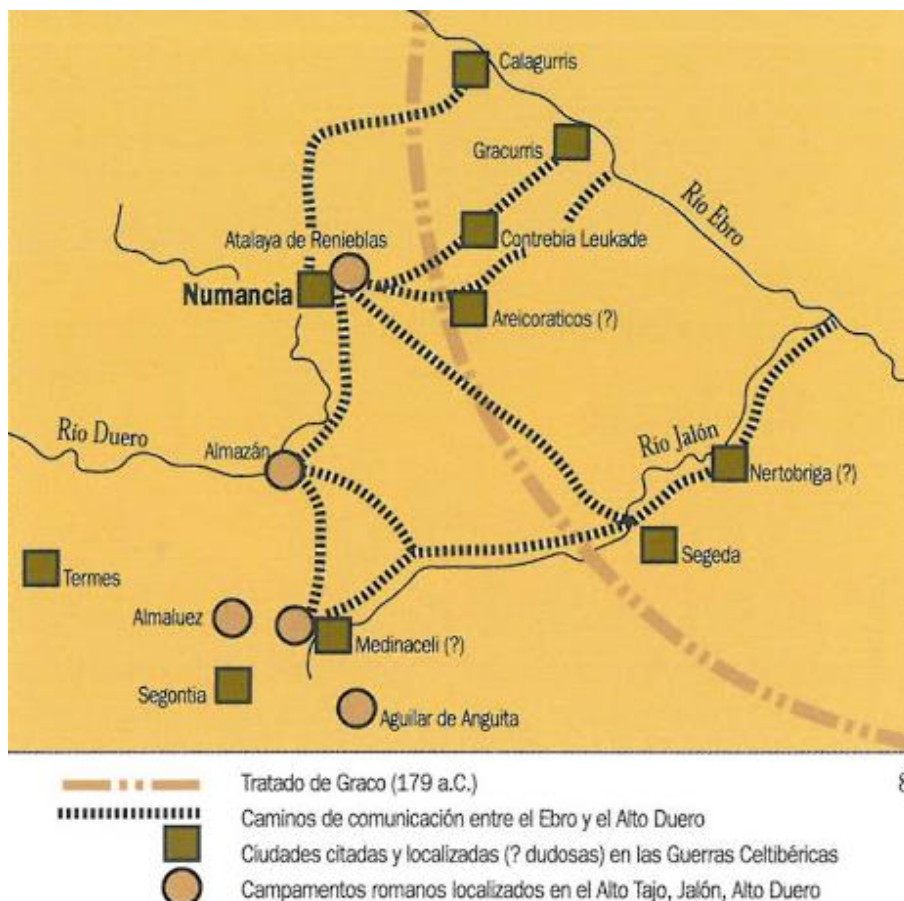 Calagurris
Gracurris
Río Ebro
Contrebia Leukade
Atalaya de Renieblas
Numancia
Areicoraticos (?)
Río Duero
Almazán
Río Jalón
Nertobriga (?)
Segeda
Termes
Almaluez
Medinaceli (?)
Segontia
Aguilar de Anguita
Tratado de Graco (179 a.C.)
8
Caminos de comunicación entre el Ebro y el Alto Duero
Ciudades citadas y localizadas (? dudosas) en las Guerras Celtibéricas
Campamentos romanos localizados en el Alto Tajo, Jalón, Alto Duero